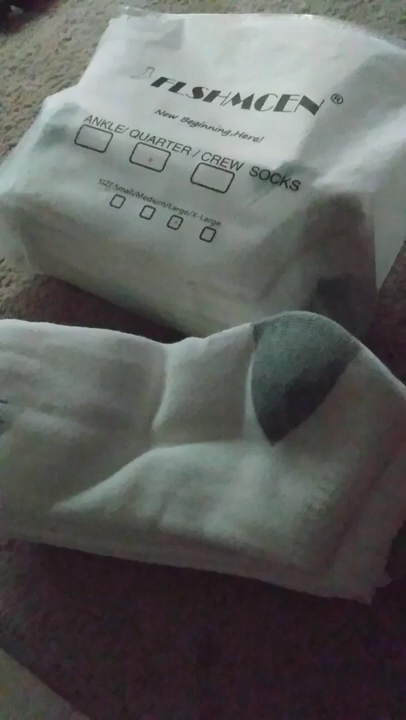 FLSHMCEN®
New Beginning,Here!
ANKLE/ QUARTER / CREW SOCKS
SIZE:Small/Medium/Large/X-Large